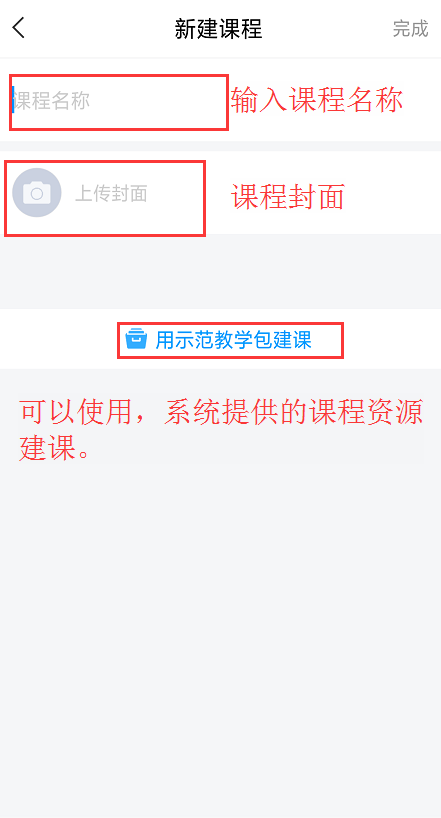 新建课程
完成
课程名称
输入课程名称
上传封面
课程封面
用示范教学包建课
可以使用，系统提供的课程资源
建课。